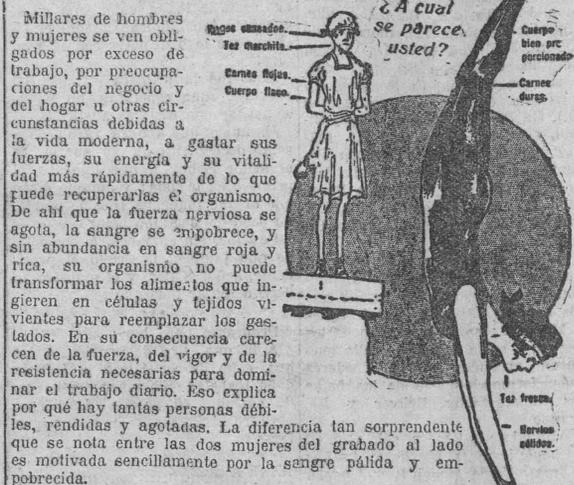 Millares de hombres
y mujeres se ven obli-
gados por exceso de
trabajo, por preocupa-
ciones del negocio y
del hogar u otras cir-
cunstancias debidas a
la vida moderna, a gastar sus
fuerzas, su energía y su vitali-
dad más rápidamente de lo que
puede recuperarlas el organismo.
De ahí que la fuerza nerviosa se
agota, la sangre se empobrece, y
sin abundancia en sangre roja y
rica, su organismo no puede
transformar los alimentos que in-
gieren en células y tejidos vi-
vientes para reemplazar los gas-
tados. En su consecuencia care-
cen de la fuerza, del vigor y de la
resistencia necesarias para domi-
nar el trabajo diario. Eso explica
por qué hay tantas personas débi-
les, rendidas y agotadas. La diferencia tan sorprendente
que se nota entre las dos mujeres del grabado al lado
es motivada sencillamente por la sangre pálida y em-
pobrecida.
¿A cual
se parece
usted?
cansados.
Tez marchita.
Carnes flojas.
Cuerpo flaco.
Cuerpo
bien pro
porcionado
Carnes
duras.
Tez fresca.
Nervios
sólidos.